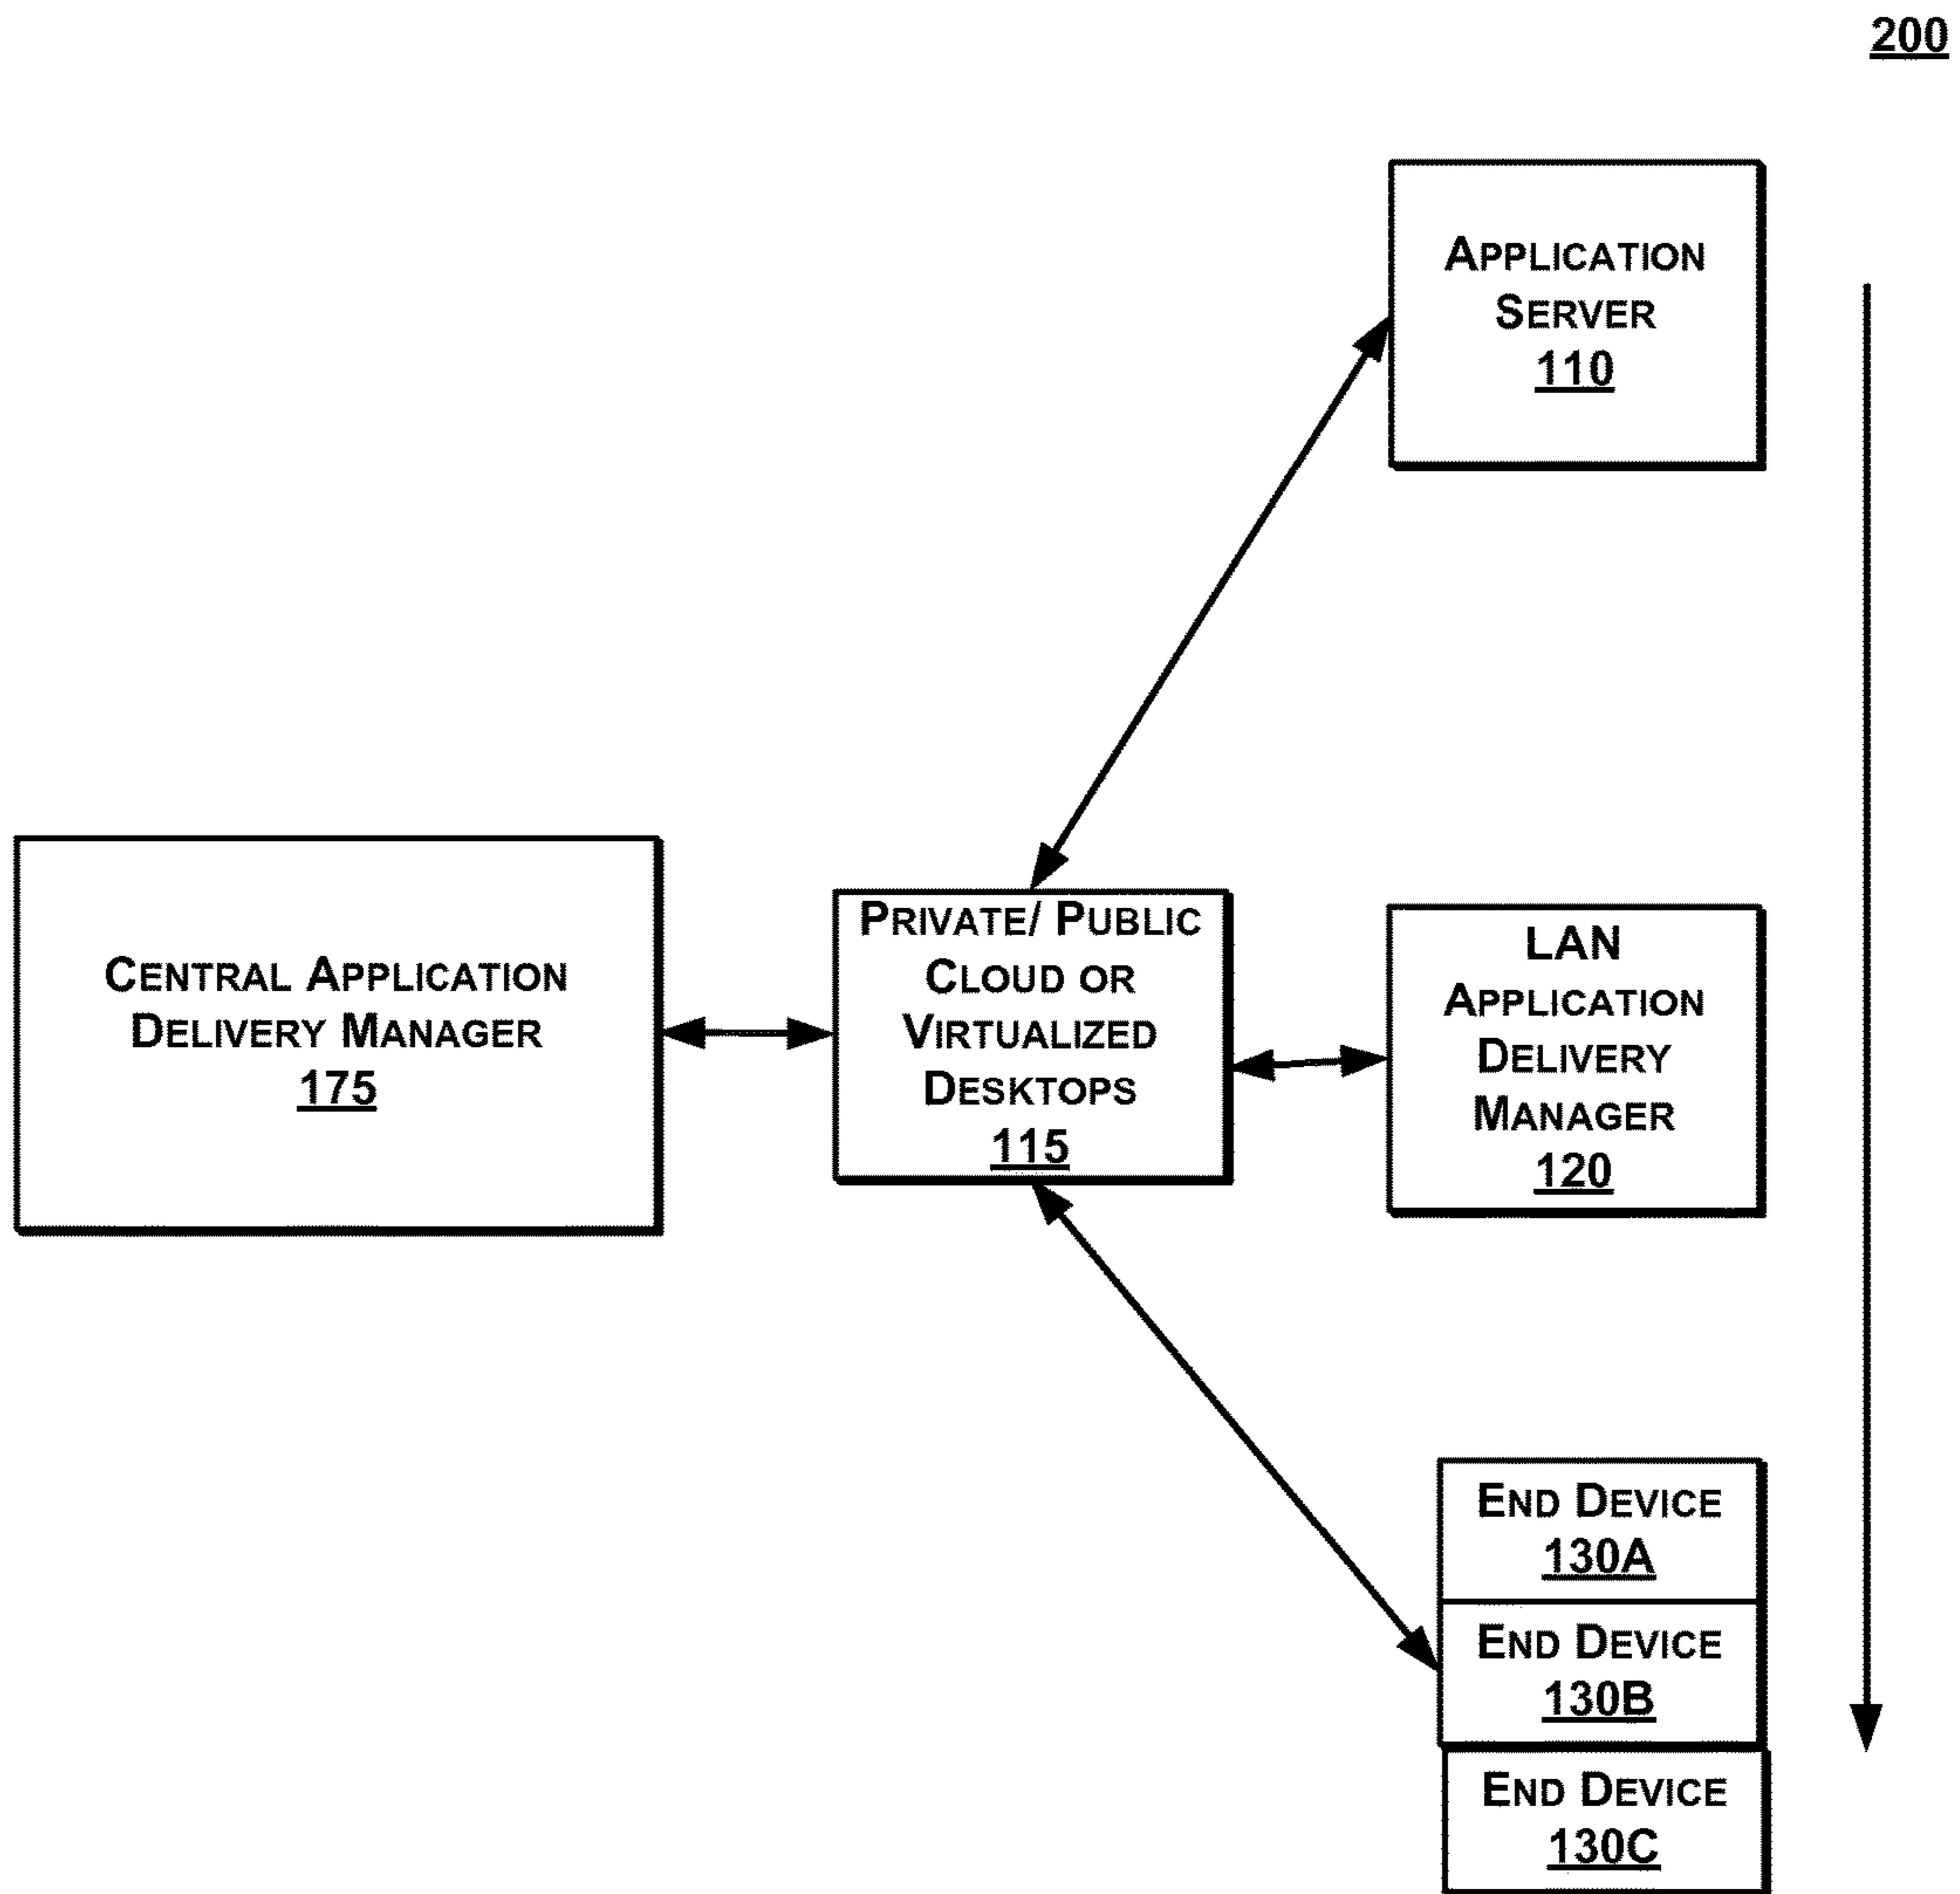 200
APPLICATION
SERVER
110
CENTRAL APPLICATION
DELIVERY MANAGER
175
PRIVATE/ PUBLIC
CLOUD OR
VIRTUALIZED
DESKTOPS
115
LAN
APPLICATION
DELIVERY
MANAGER
120
END DEVICE
130A
END DEVICE
130B
END DEVICE
130C